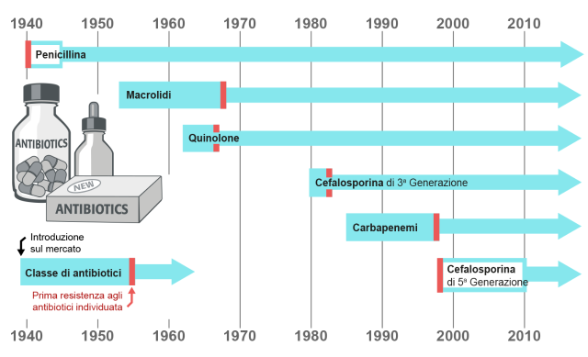 1940 1950 1960 1970 1980 1990 2000 2010
Penicillina
Macrolidi
ANTIBIOTICS
Quinolone
NEW
ANTIBIOTICS
Cefalosporina di 3ª Generazione
Carbapenemi
Introduzione
sul mercato
Classe di antibiotici
Cefalosporina
di 5ª Generazione
Prima resistenza agli
antibiotici individuata
1940 1950 1960 1970 1980 1990 2000 2010